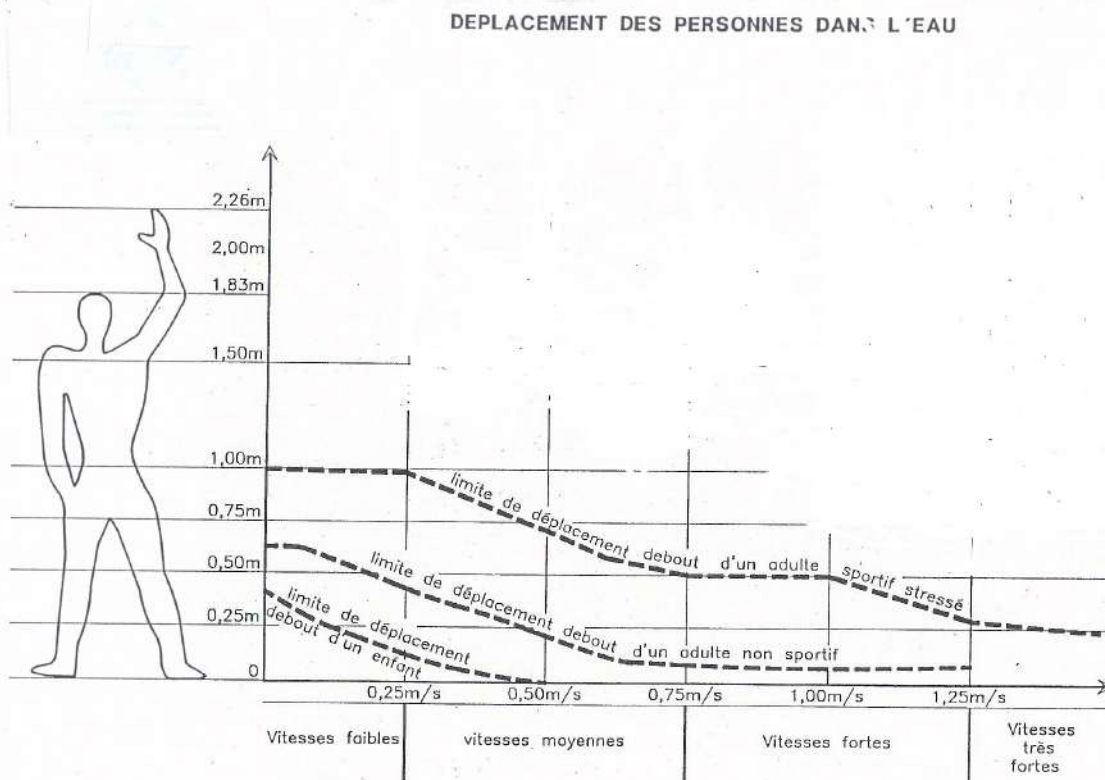 DEPLACEMENT DES PERSONNES DANS L'EAU
2,26m
2,00m
1,83m
1,50m
1,00m
0,75m
0,50m
0,25m
0
limite de déplacement debout d'un adulte sportif stressé
limite de déplacement debout d'un adulte non sportif
limite de déplacement
debout d'un enfant
0,25m/s
0,50m/s
0,75m/s
1,00m/s
1,25m/s
Vitesses faibles
vitesses moyennes
Vitesses fortes
Vitesses
très
fortes